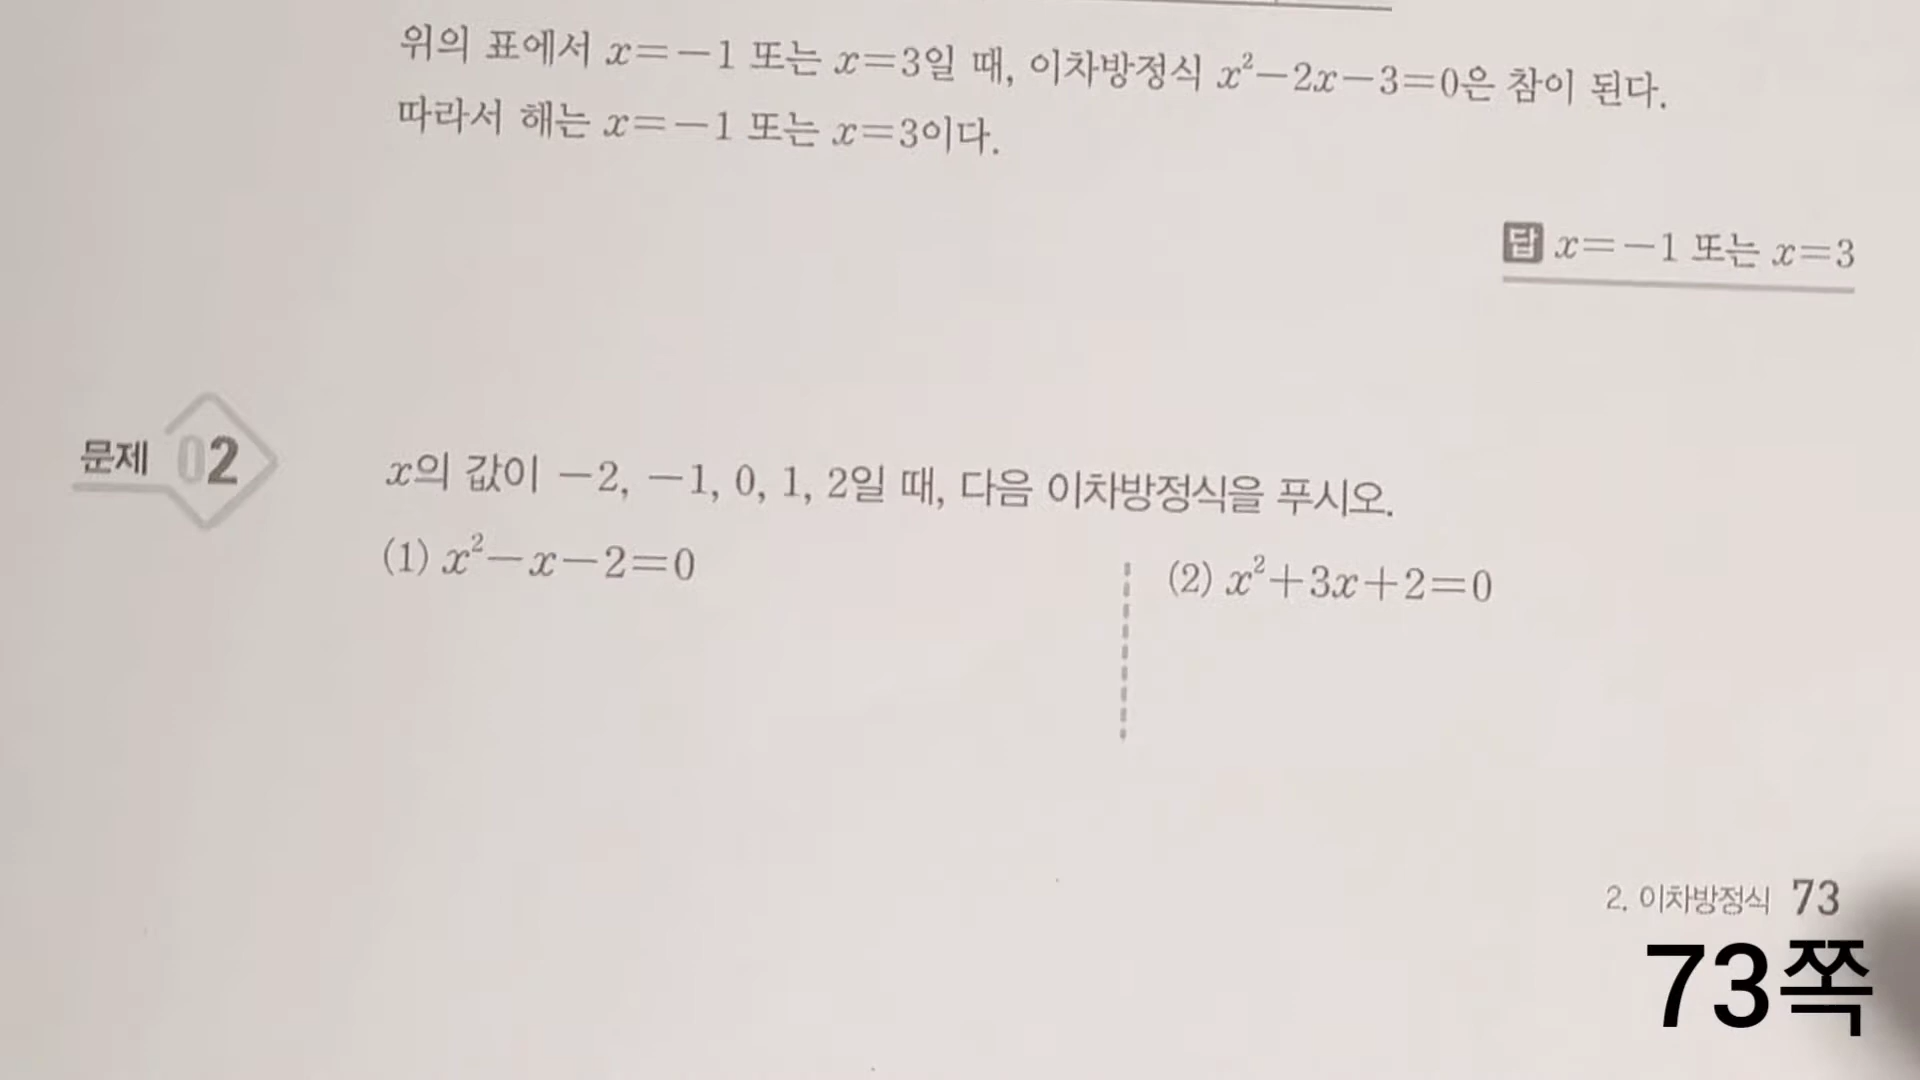 위의 표에서 x=-1 또는 x=3일 때, 이차방정식 x²-2x-3=0은 참이 된다.
따라서 해는 x=-1 또는 x=3이다.
답 x=-1 또는 x=3
문제 02
x의 값이 -2, -1, 0, 1, 2일 때, 다음 이차방정식을 푸시오.
(1) x²-x-2=0
(2) x²+3x+2=0
2. 이차방정식 73
73쪽